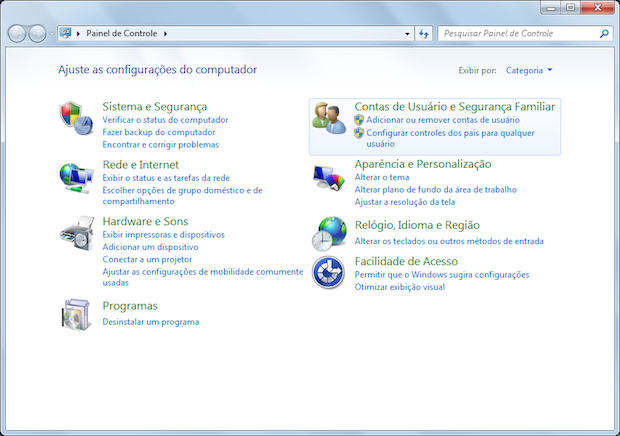 Painel de Controle
Pesquisar Painel de Controle
Ajuste as configurações do computador
Exibir por: Categoria
Sistema e Segurança
Verificar o status do computador
Fazer backup do computador
Encontrar e corrigir problemas
Rede e Internet
Exibir o status e as tarefas da rede
Escolher opções de grupo doméstico e de
compartilhamento
Hardware e Sons
Exibir impressoras e dispositivos
Adicionar um dispositivo
Conectar a um projetor
Ajustar as configurações de mobilidade comumente
usadas
Programas
Desinstalar um programa
Contas de Usuário e Segurança Familiar
Adicionar ou remover contas de usuário
Configurar controles dos pais para qualquer
usuário
Aparência e Personalização
Alterar o tema
Alterar plano de fundo da área de trabalho
Ajustar a resolução da tela
Relógio, Idioma e Região
Alterar os teclados ou outros métodos de entrada
Facilidade de Acesso
Permitir que o Windows sugira configurações
Otimizar exibição visual